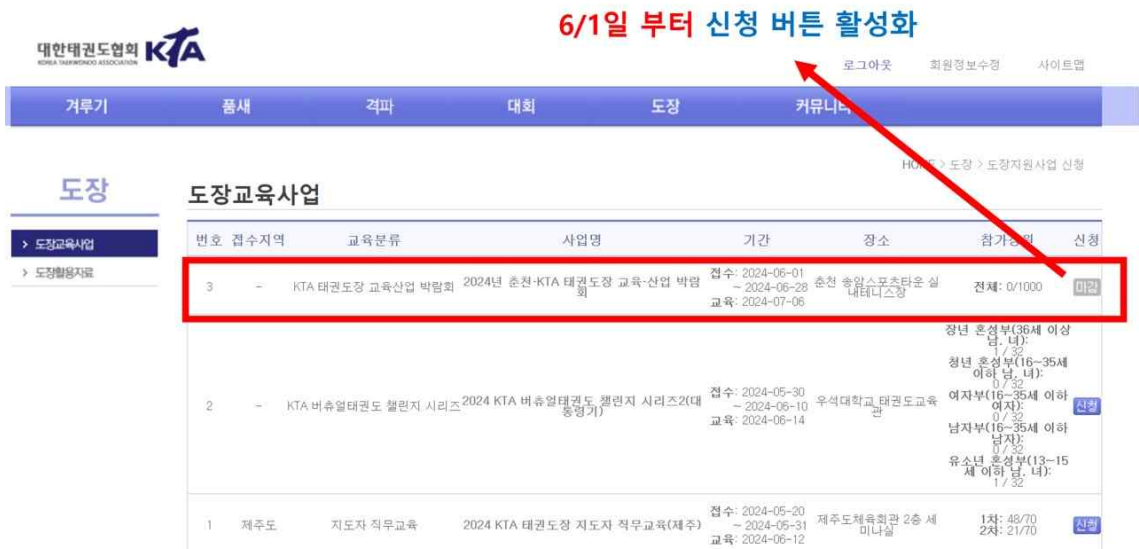 6/1일 부터 신청 버튼 활성화
대한태권도협회 KTA
KOREA TAEKWONDO ASSOCIATION
로그아웃 회원정보수정 사이트맵
겨루기 품새 격파 대회 도장 커뮤니티
> 도장 > 도장지원사업 신청
도장
도장교육사업
> 도장교육사업
> 도장활용자료
번호 접수지역 교육분류 사업명 기간 장소 참가 신청
3 - KTA 태권도장 교육산업 박람회 2024년 춘천·KTA 태권도장 교육·산업 박람회 접수: 2024-06-01 ~ 2024-06-28 교육: 2024-07-06 춘천 송암스포츠타운 실내테니스장 전체: 0/1000 마감
2 - KTA 버츄얼태권도 챌린지 시리즈 2024 KTA 버츄얼태권도 챌린지 시리즈2(대통령기) 접수: 2024-05-30 ~ 2024-06-10 교육: 2024-06-14 우석대학교 태권도교육관 신청
장년 혼성부(36세 이상 남, 녀):
1 / 32
청년 혼성부(16~35세 이하 남, 녀):
0 / 32
여자부(16~35세 이하 여자):
0 / 32
남자부(16~35세 이하 남자):
0 / 32
유소년 혼성부(13~15세 이하 남, 녀):
1 / 32
1 제주도 지도자 직무교육 2024 KTA 태권도장 지도자 직무교육(제주) 접수: 2024-05-20 ~ 2024-05-31 교육: 2024-06-12 제주도체육회관 2층 세미나실 1차: 48/70 2차: 21/70 신청